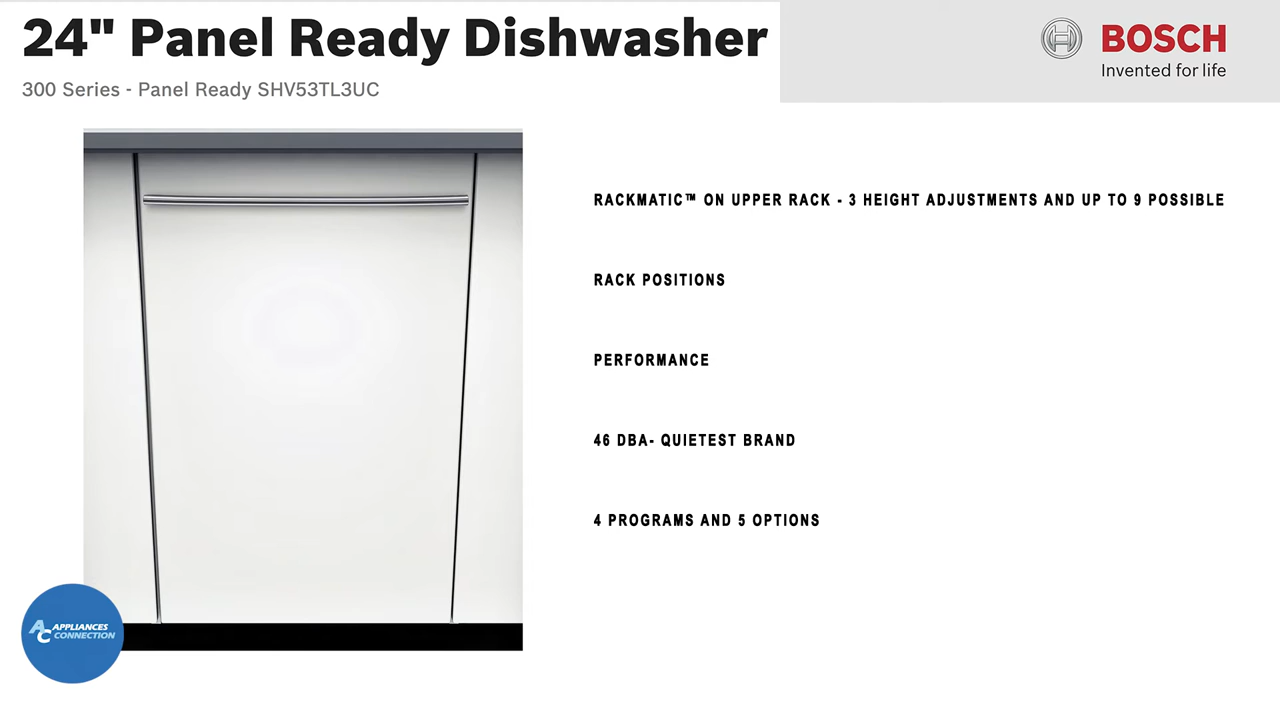 24" Panel Ready Dishwasher
300 Series - Panel Ready SHV53TL3UC
BOSCH
Invented for life
RACKMATIC™ ON UPPER RACK - 3 HEIGHT ADJUSTMENTS AND UP TO 9 POSSIBLE
RACK POSITIONS
PERFORMANCE
46 DBA- QUIETEST BRAND
4 PROGRAMS AND 5 OPTIONS
AC APPLIANCES
CONNECTION